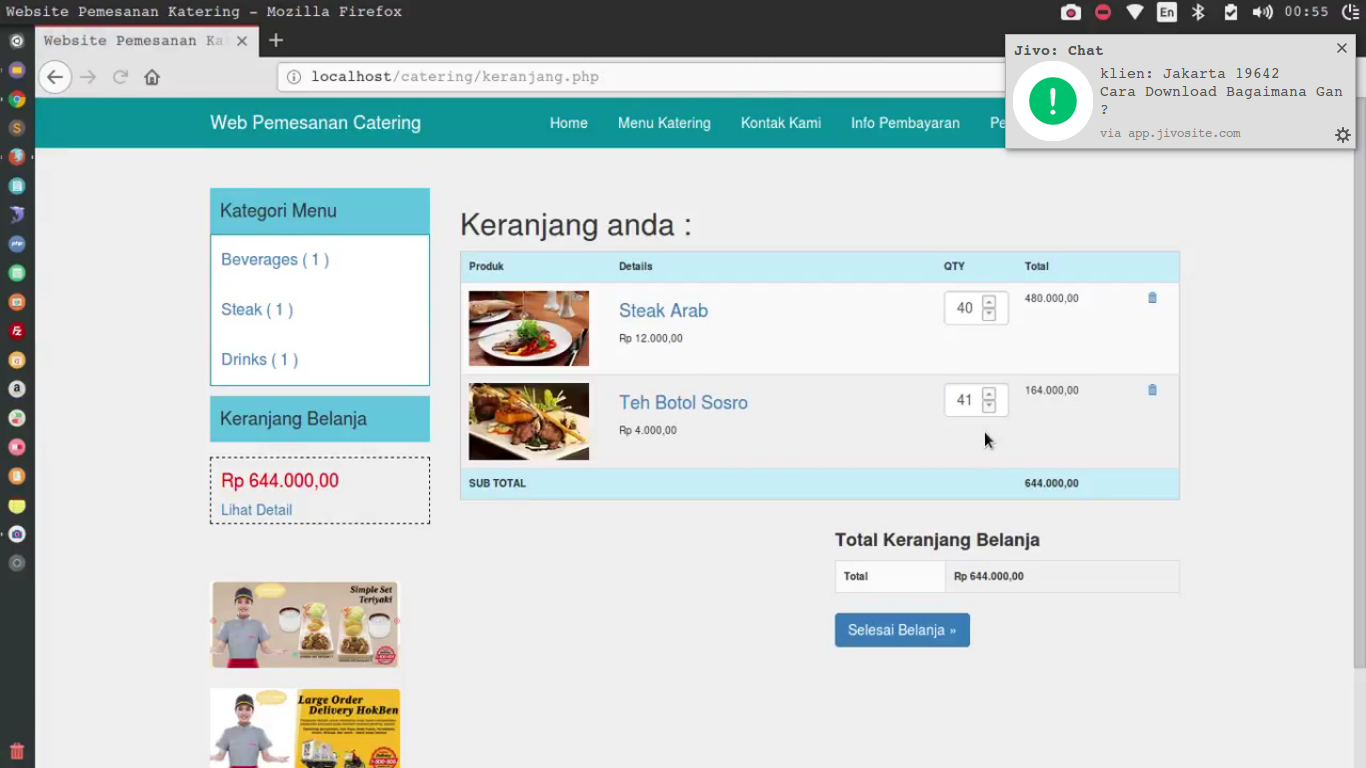 Website Pemesanan Katering - Mozilla Firefox
En
00:55
Website Pemesanan Ka
localhost/catering/keranjang.php
Jivo: Chat
klien: Jakarta 19642
Cara Download Bagaimana Gan
?
via app.jivosite.com
Web Pemesanan Catering
Home
Menu Katering
Kontak Kami
Info Pembayaran
Pe
Kategori Menu
Beverages ( 1 )
Steak ( 1 )
Drinks ( 1 )
Keranjang Belanja
Rp 644.000,00
Lihat Detail
Simple Set
Teriyaki
Large Order
Delivery HokBen
Keranjang anda :
Produk Details QTY Total
Steak Arab 40 480.000,00
Rp 12.000,00
Teh Botol Sosro 41 164.000,00
Rp 4.000,00
SUB TOTAL 644.000,00
Total Keranjang Belanja
Total Rp 644.000,00
Selesai Belanja »